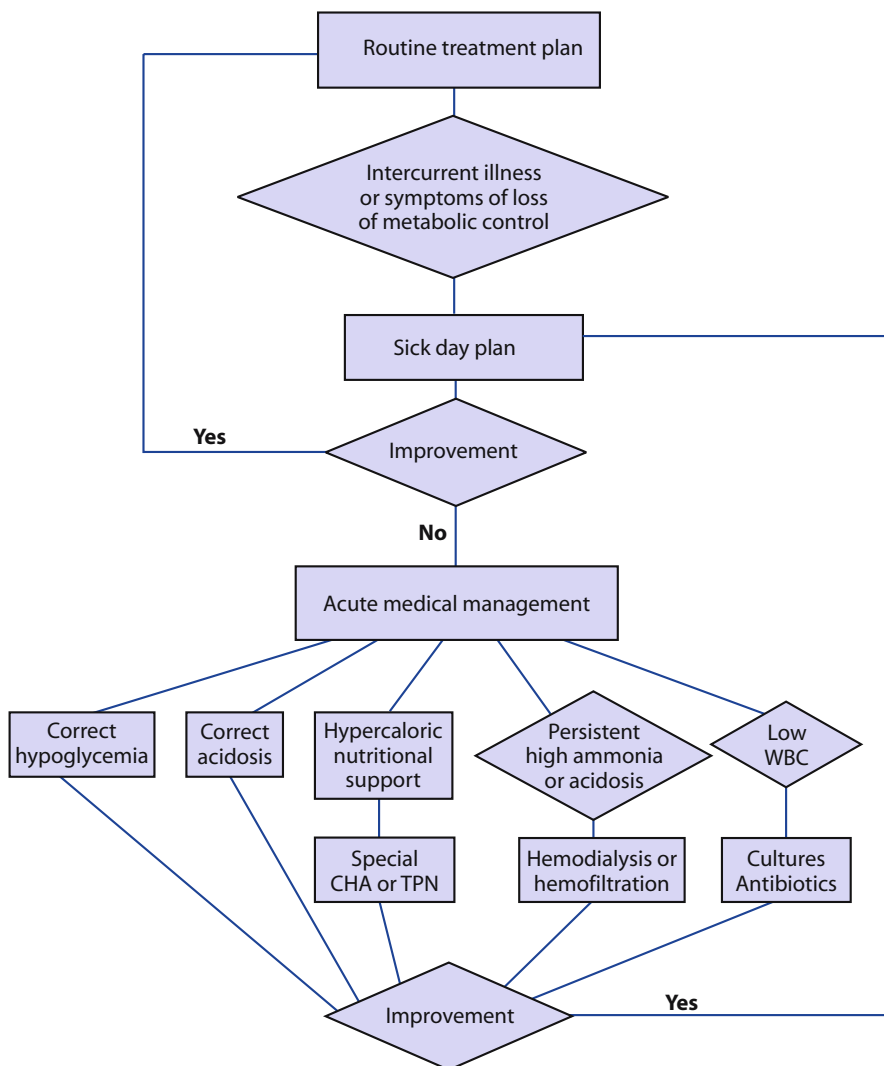 Routine treatment plan
Intercurrent illness
or symptoms of loss
of metabolic control
Sick day plan
Yes
Improvement
No
Acute medical management
Correct
hypoglycemia
Correct
acidosis
Hypercaloric
nutritional
support
Persistent
high ammonia
or acidosis
Low
WBC
Special
CHA or TPN
Hemodialysis or
hemofiltration
Cultures
Antibiotics
Improvement
Yes